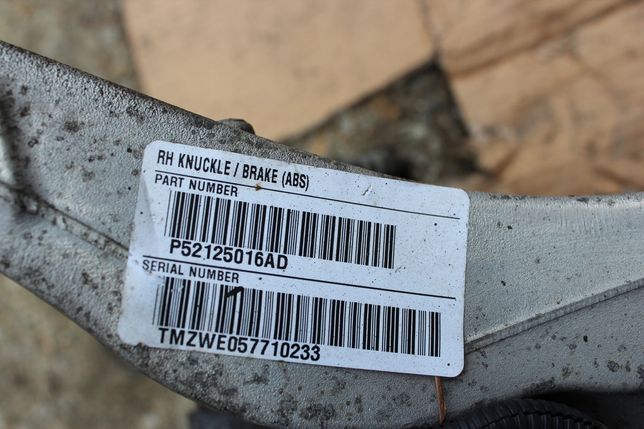 RH KNUCKLE / BRAKE (ABS)
PART NUMBER
P52125016AD
SERIAL NUMBER
TMZWE057710233